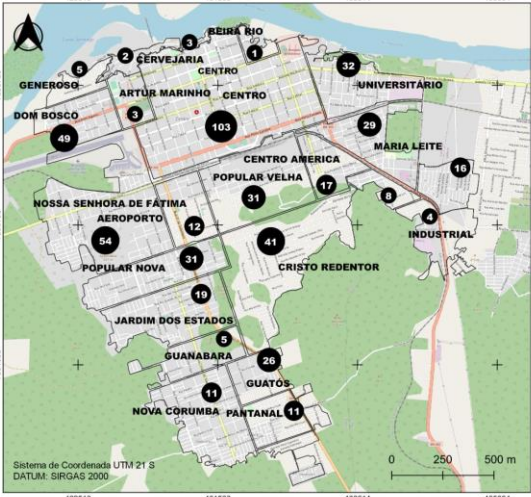 BEIRA RIO
3
1
2
CERVEJARIA
CENTRO
5
32
GENEROSO
UNIVERSITÁRIO
ARTUR MARINHO
CENTRO
DOM BOSCO
3
49
103
29
MARIA LEITE
CENTRO AMERICA
16
POPULAR VELHA
17
31
8
NOSSA SENHORA DE FÁTIMA
AEROPORTO
4
12
INDUSTRIAL
54
41
31
POPULAR NOVA
CRISTO REDENTOR
19
JARDIM DOS ESTADOS
5
GUANABARA
26
GUATÓS
11
NOVA CORUMBA
PANTANAL
11
Sistema de Coordenada UTM 21 S
DATUM: SIRGAS 2000
0 250 500 m